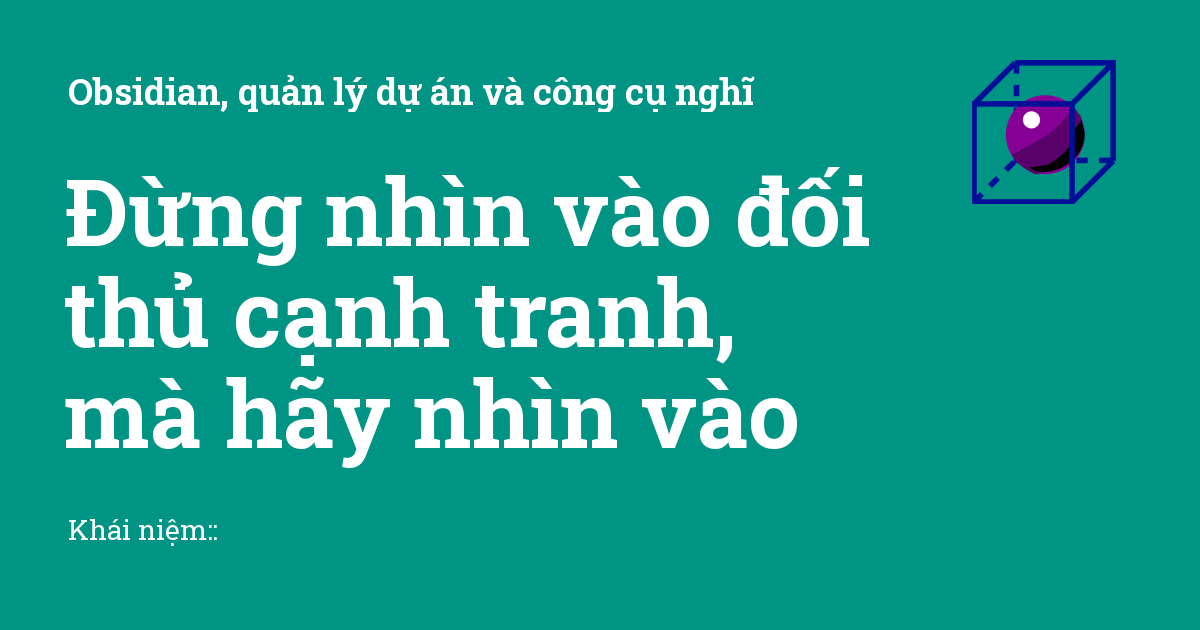 Obsidian, quản lý dự án và công cụ nghĩ
Đừng nhìn vào đối
thủ cạnh tranh,
mà hãy nhìn vào
Khái niệm::